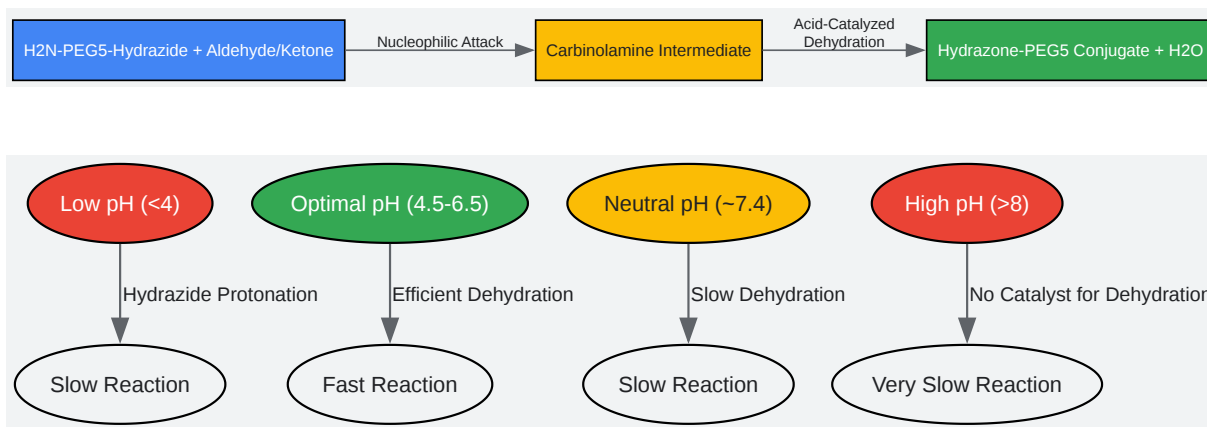 H2N-PEG5-Hydrazide + Aldehyde/Ketone
Nucleophilic Attack
Carbinolamine Intermediate
Acid-Catalyzed
Dehydration
Hydrazone-PEG5 Conjugate + H2O
Low pH (<4)
Optimal pH (4.5-6.5)
Neutral pH (~7.4)
High pH (>8)
Hydrazide Protonation
Efficient Dehydration
Slow Dehydration
No Catalyst for Dehydration
Slow Reaction
Fast Reaction
Slow Reaction
Very Slow Reaction